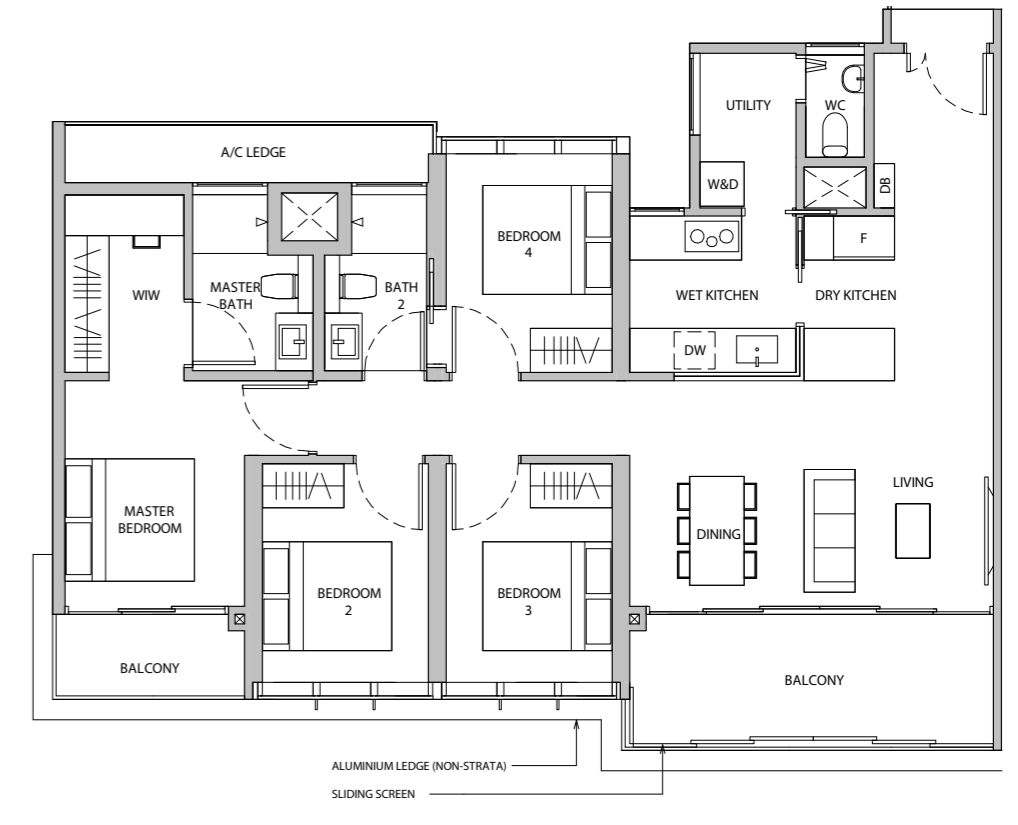 UTILITY
WC
A/C LEDGE
W&D
DB
BEDROOM
4
F
WIW
MASTER
BATH
BATH
2
WET KITCHEN
DRY KITCHEN
DW
LIVING
MASTER
BEDROOM
DINING
BEDROOM
2
BEDROOM
3
BALCONY
BALCONY
ALUMINIUM LEDGE (NON-STRATA)
SLIDING SCREEN